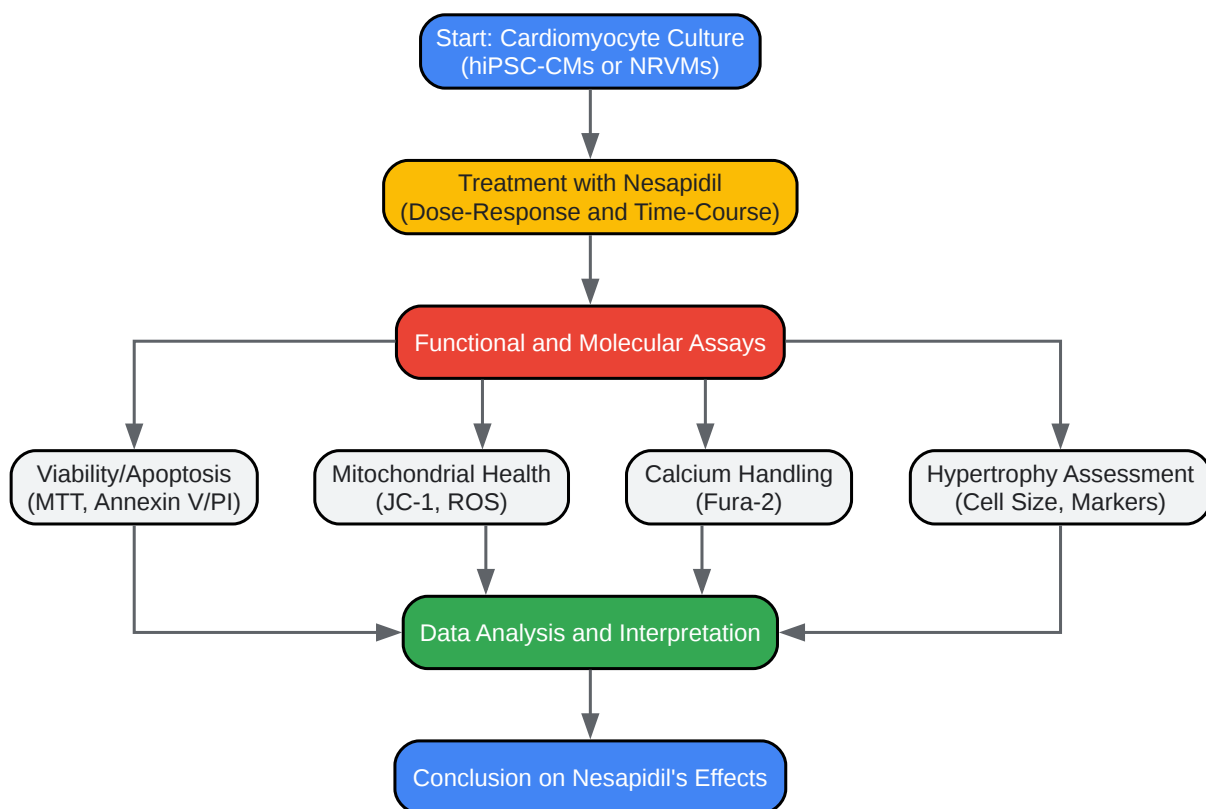 Start: Cardiomyocyte Culture
(hiPSC-CMs or NRVMs)
Treatment with Nesapidil
(Dose-Response and Time-Course)
Functional and Molecular Assays
Viability/Apoptosis
(MTT, Annexin V/PI)
Mitochondrial Health
(JC-1, ROS)
Calcium Handling
(Fura-2)
Hypertrophy Assessment
(Cell Size, Markers)
Data Analysis and Interpretation
Conclusion on Nesapidil's Effects